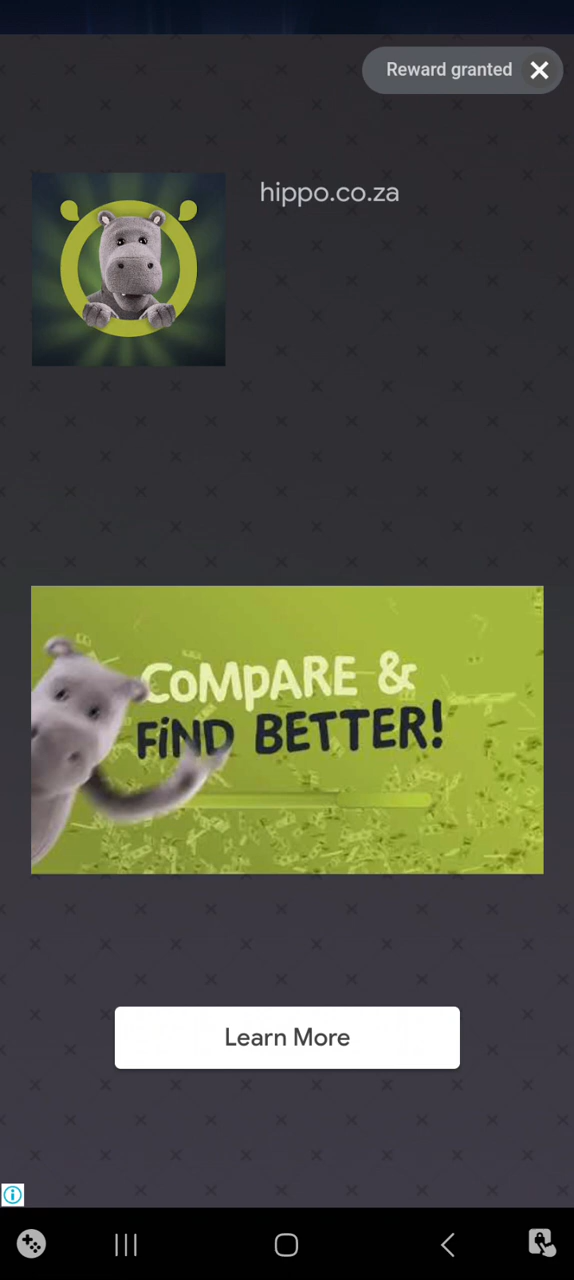 Reward granted
hippo.co.za
CoMpARE &
FiND BETTER!
Learn More